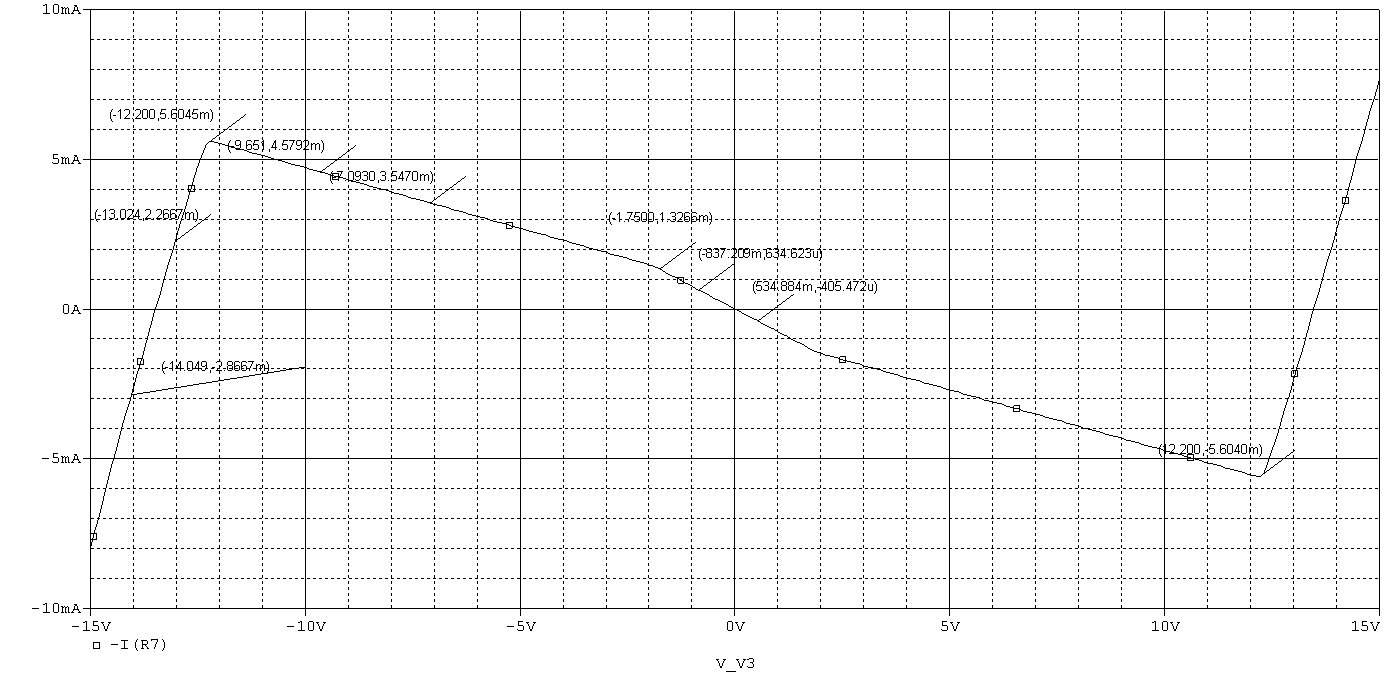 10mA
(-12.200,5.6045m)
(-9.651,4.5792m)
5mA
(-7.0930,3.5470m)
(-13.024,2.2667m)
(-1.7500,1.3266m)
(-837.209m,634.623u)
(534.884m,-405.472u)
0A
(-14.049,-2.8667m)
(12.200,-5.6040m)
-5mA
-10mA
-15V -10V -5V 0V 5V 10V 15V
-I(R7)
V_V3